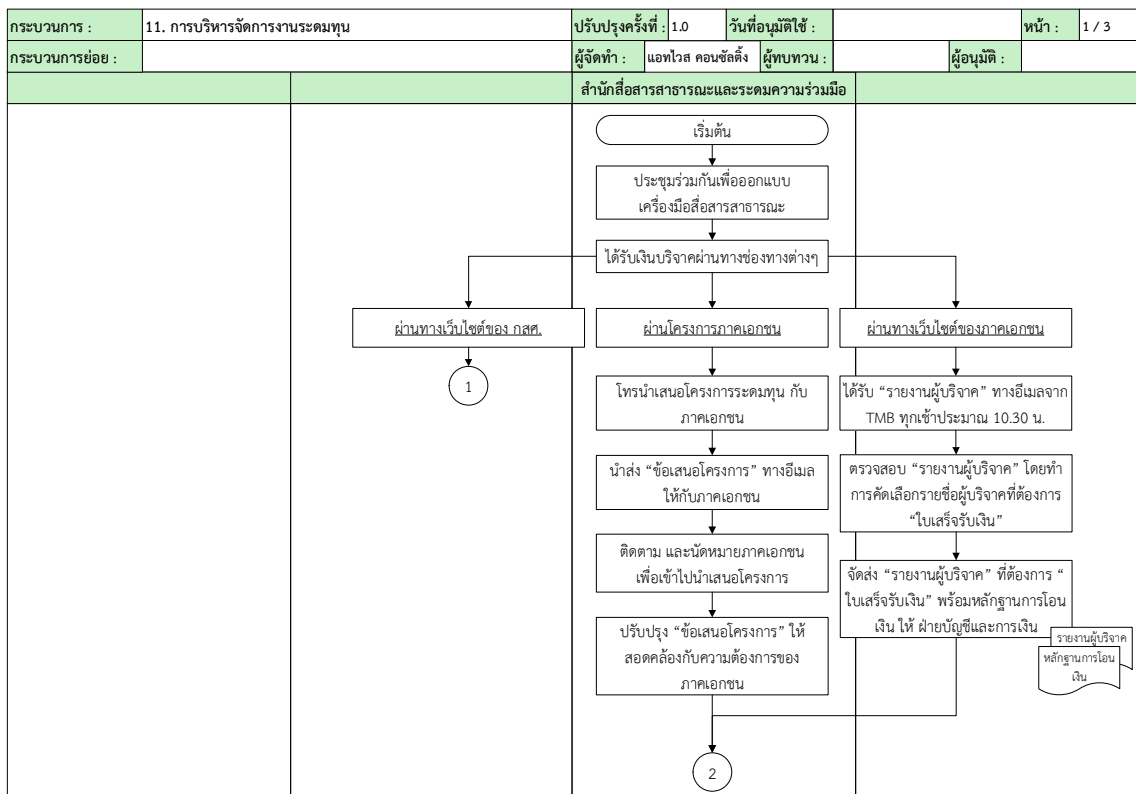 กระบวนการ : 11. การบริหารจัดการงานระดมทุน ปรับปรุงครั้งที่ : 1.0 วันที่อนุมัติใช้ : หน้า : 1 / 3
กระบวนการย่อย : ผู้จัดทำ : แอทไวส คอนซัลติ้ง ผู้ทบทวน : ผู้อนุมัติ :
สำนักสื่อสารสาธารณะและระดมความร่วมมือ
เริ่มต้น
ประชุมร่วมกันเพื่อออกแบบ
เครื่องมือสื่อสารสาธารณะ
ได้รับเงินบริจาคผ่านทางช่องทางต่างๆ
ผ่านทางเว็บไซต์ของ กสศ.
1
ผ่านโครงการภาคเอกชน
โทรนำเสนอโครงการระดมทุน กับ
ภาคเอกชน
นำส่ง “ข้อเสนอโครงการ” ทางอีเมล
ให้กับภาคเอกชน
ติดตาม และนัดหมายภาคเอกชน
เพื่อเข้าไปนำเสนอโครงการ
ปรับปรุง “ข้อเสนอโครงการ” ให้
สอดคล้องกับความต้องการของ
ภาคเอกชน
ผ่านทางเว็บไซต์ของภาคเอกชน
ได้รับ “รายงานผู้บริจาค” ทางอีเมลจาก
TMB ทุกเช้าประมาณ 10.30 น.
ตรวจสอบ “รายงานผู้บริจาค” โดยทำ
การคัดเลือกรายชื่อผู้บริจาคที่ต้องการ
“ใบเสร็จรับเงิน”
จัดส่ง “รายงานผู้บริจาค” ที่ต้องการ “
ใบเสร็จรับเงิน” พร้อมหลักฐานการโอน
เงิน ให้ ฝ่ายบัญชีและการเงิน
รายงานผู้บริจาค
หลักฐานการโอน
เงิน
2